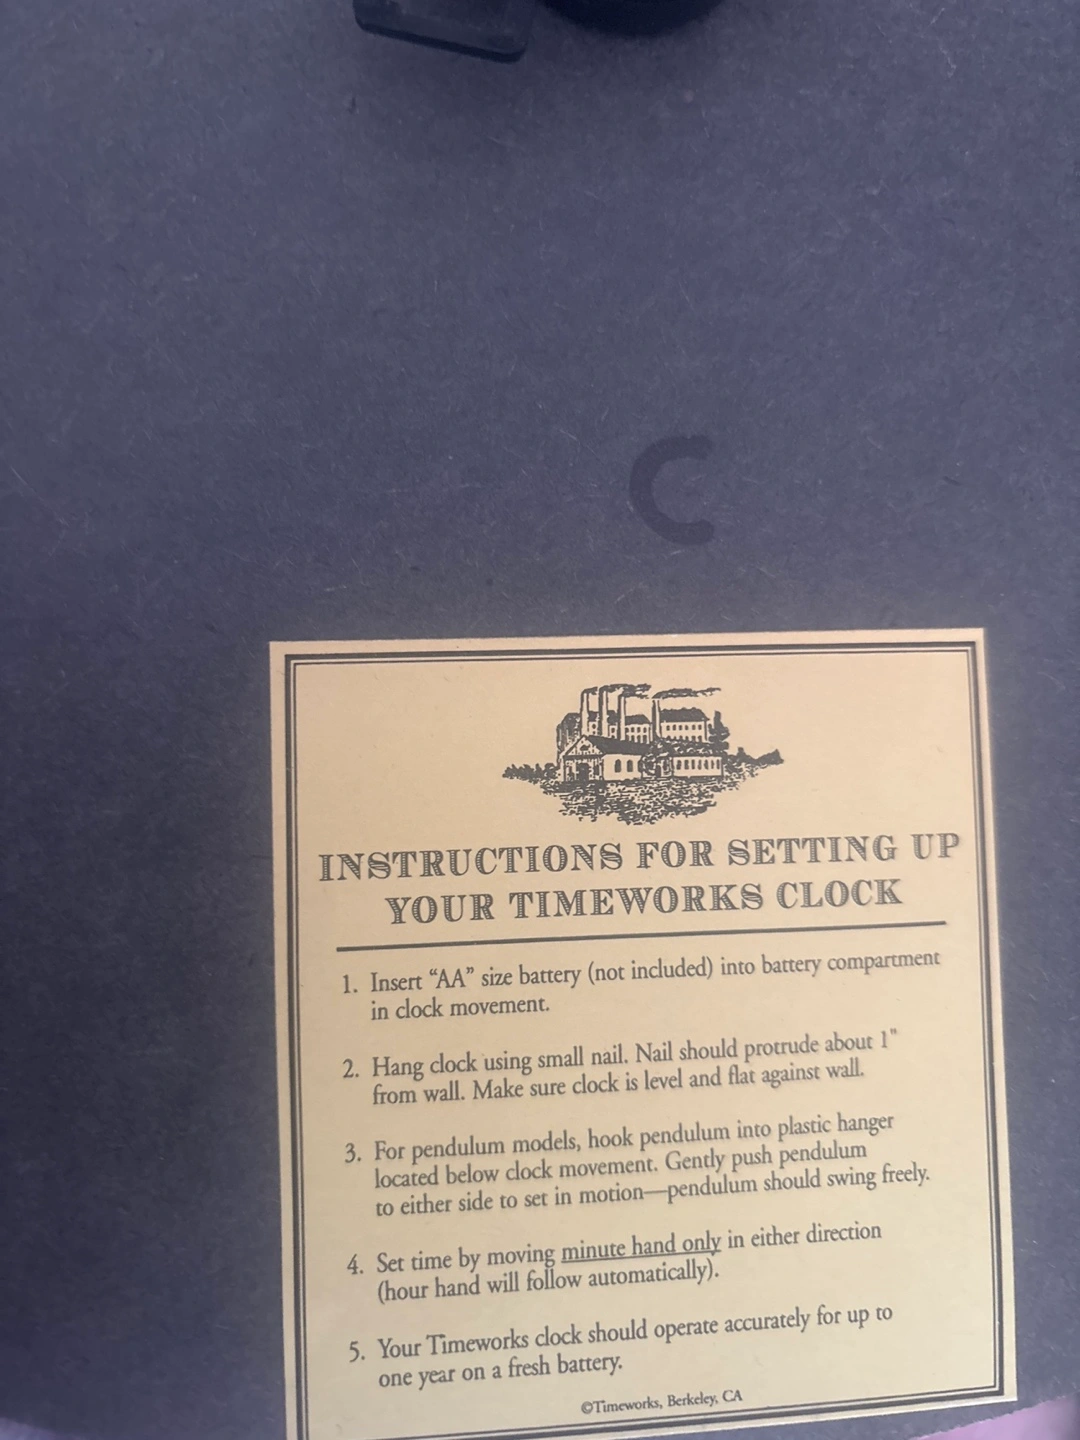 C
INSTRUCTIONS FOR SETTING UP
YOUR TIMEWORKS CLOCK
1. Insert “AA” size battery (not included) into battery compartment
in clock movement.
2. Hang clock using small nail. Nail should protrude about 1"
from wall. Make sure clock is level and flat against wall.
3. For pendulum models, hook pendulum into plastic hanger
located below clock movement. Gently push pendulum
to either side to set in motion—pendulum should swing freely.
4. Set time by moving minute hand only in either direction
(hour hand will follow automatically).
5. Your Timeworks clock should operate accurately for up to
one year on a fresh battery.
©Timeworks, Berkeley, CA